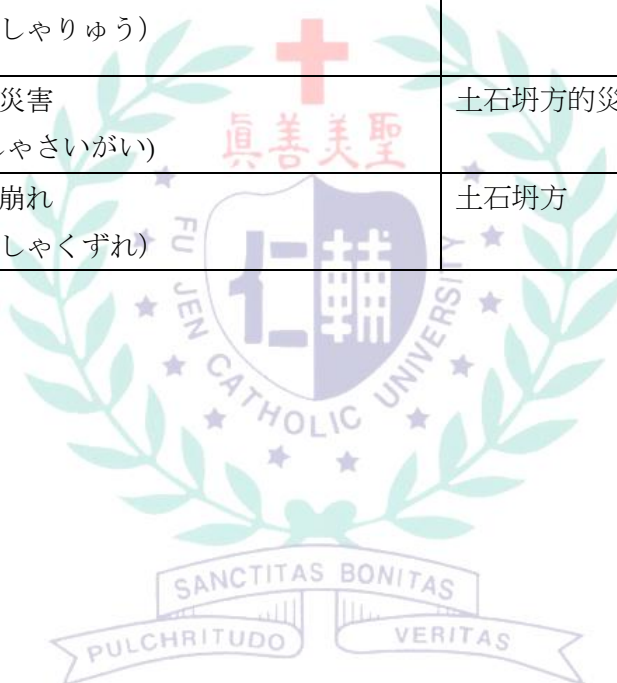 しゃりゅう）
災害
ゃさいがい)
土石坍方的災
崩れ
しゃくずれ）
土石坍方
眞善美聖
FU JEN CATHOLIC UNIVERSITY
仁輔
SANCTITAS BONITAS
PULCHRITUDO VERITAS